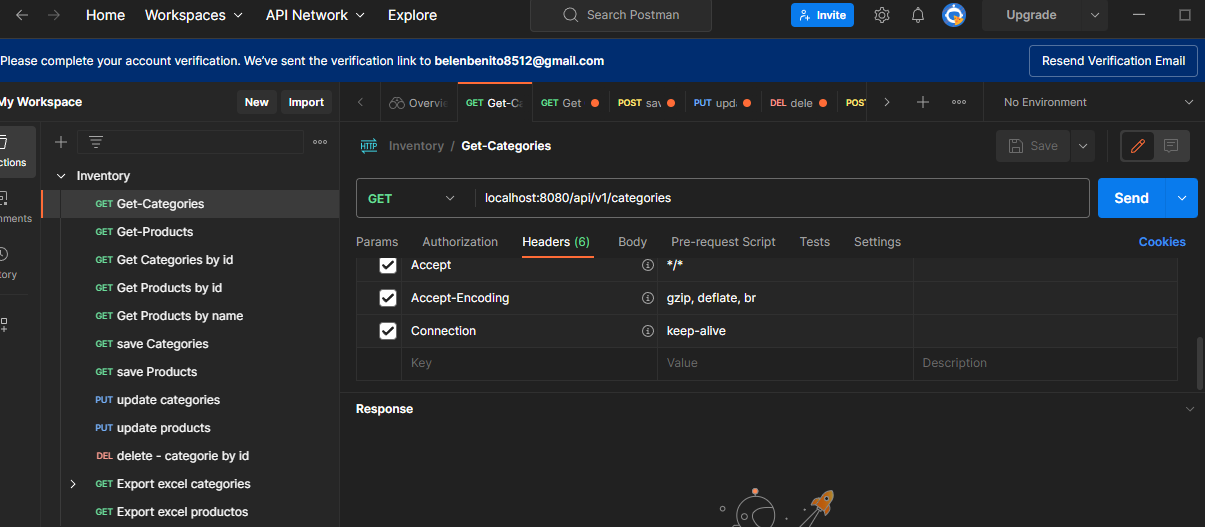 Home Workspaces API Network Explore Search Postman Invite Upgrade
Please complete your account verification. We've sent the verification link to belenbenito8512@gmail.com Resend Verification Email
My Workspace New Import
Overvie GET Get-Ca GET Get POST sav PUT upda DEL dele POST No Environment
HTTP Inventory / Get-Categories Save
Inventory
GET Get-Categories
GET Get-Products
GET Get Categories by id
GET Get Products by id
GET Get Products by name
GET save Categories
GET save Products
PUT update categories
PUT update products
DEL delete - categorie by id
GET Export excel categories
GET Export excel productos
ctions
nments
tory
GET localhost:8080/api/v1/categories Send
Params Authorization Headers (6) Body Pre-request Script Tests Settings Cookies
Accept */*
Accept-Encoding gzip, deflate, br
Connection keep-alive
Key Value Description
Response